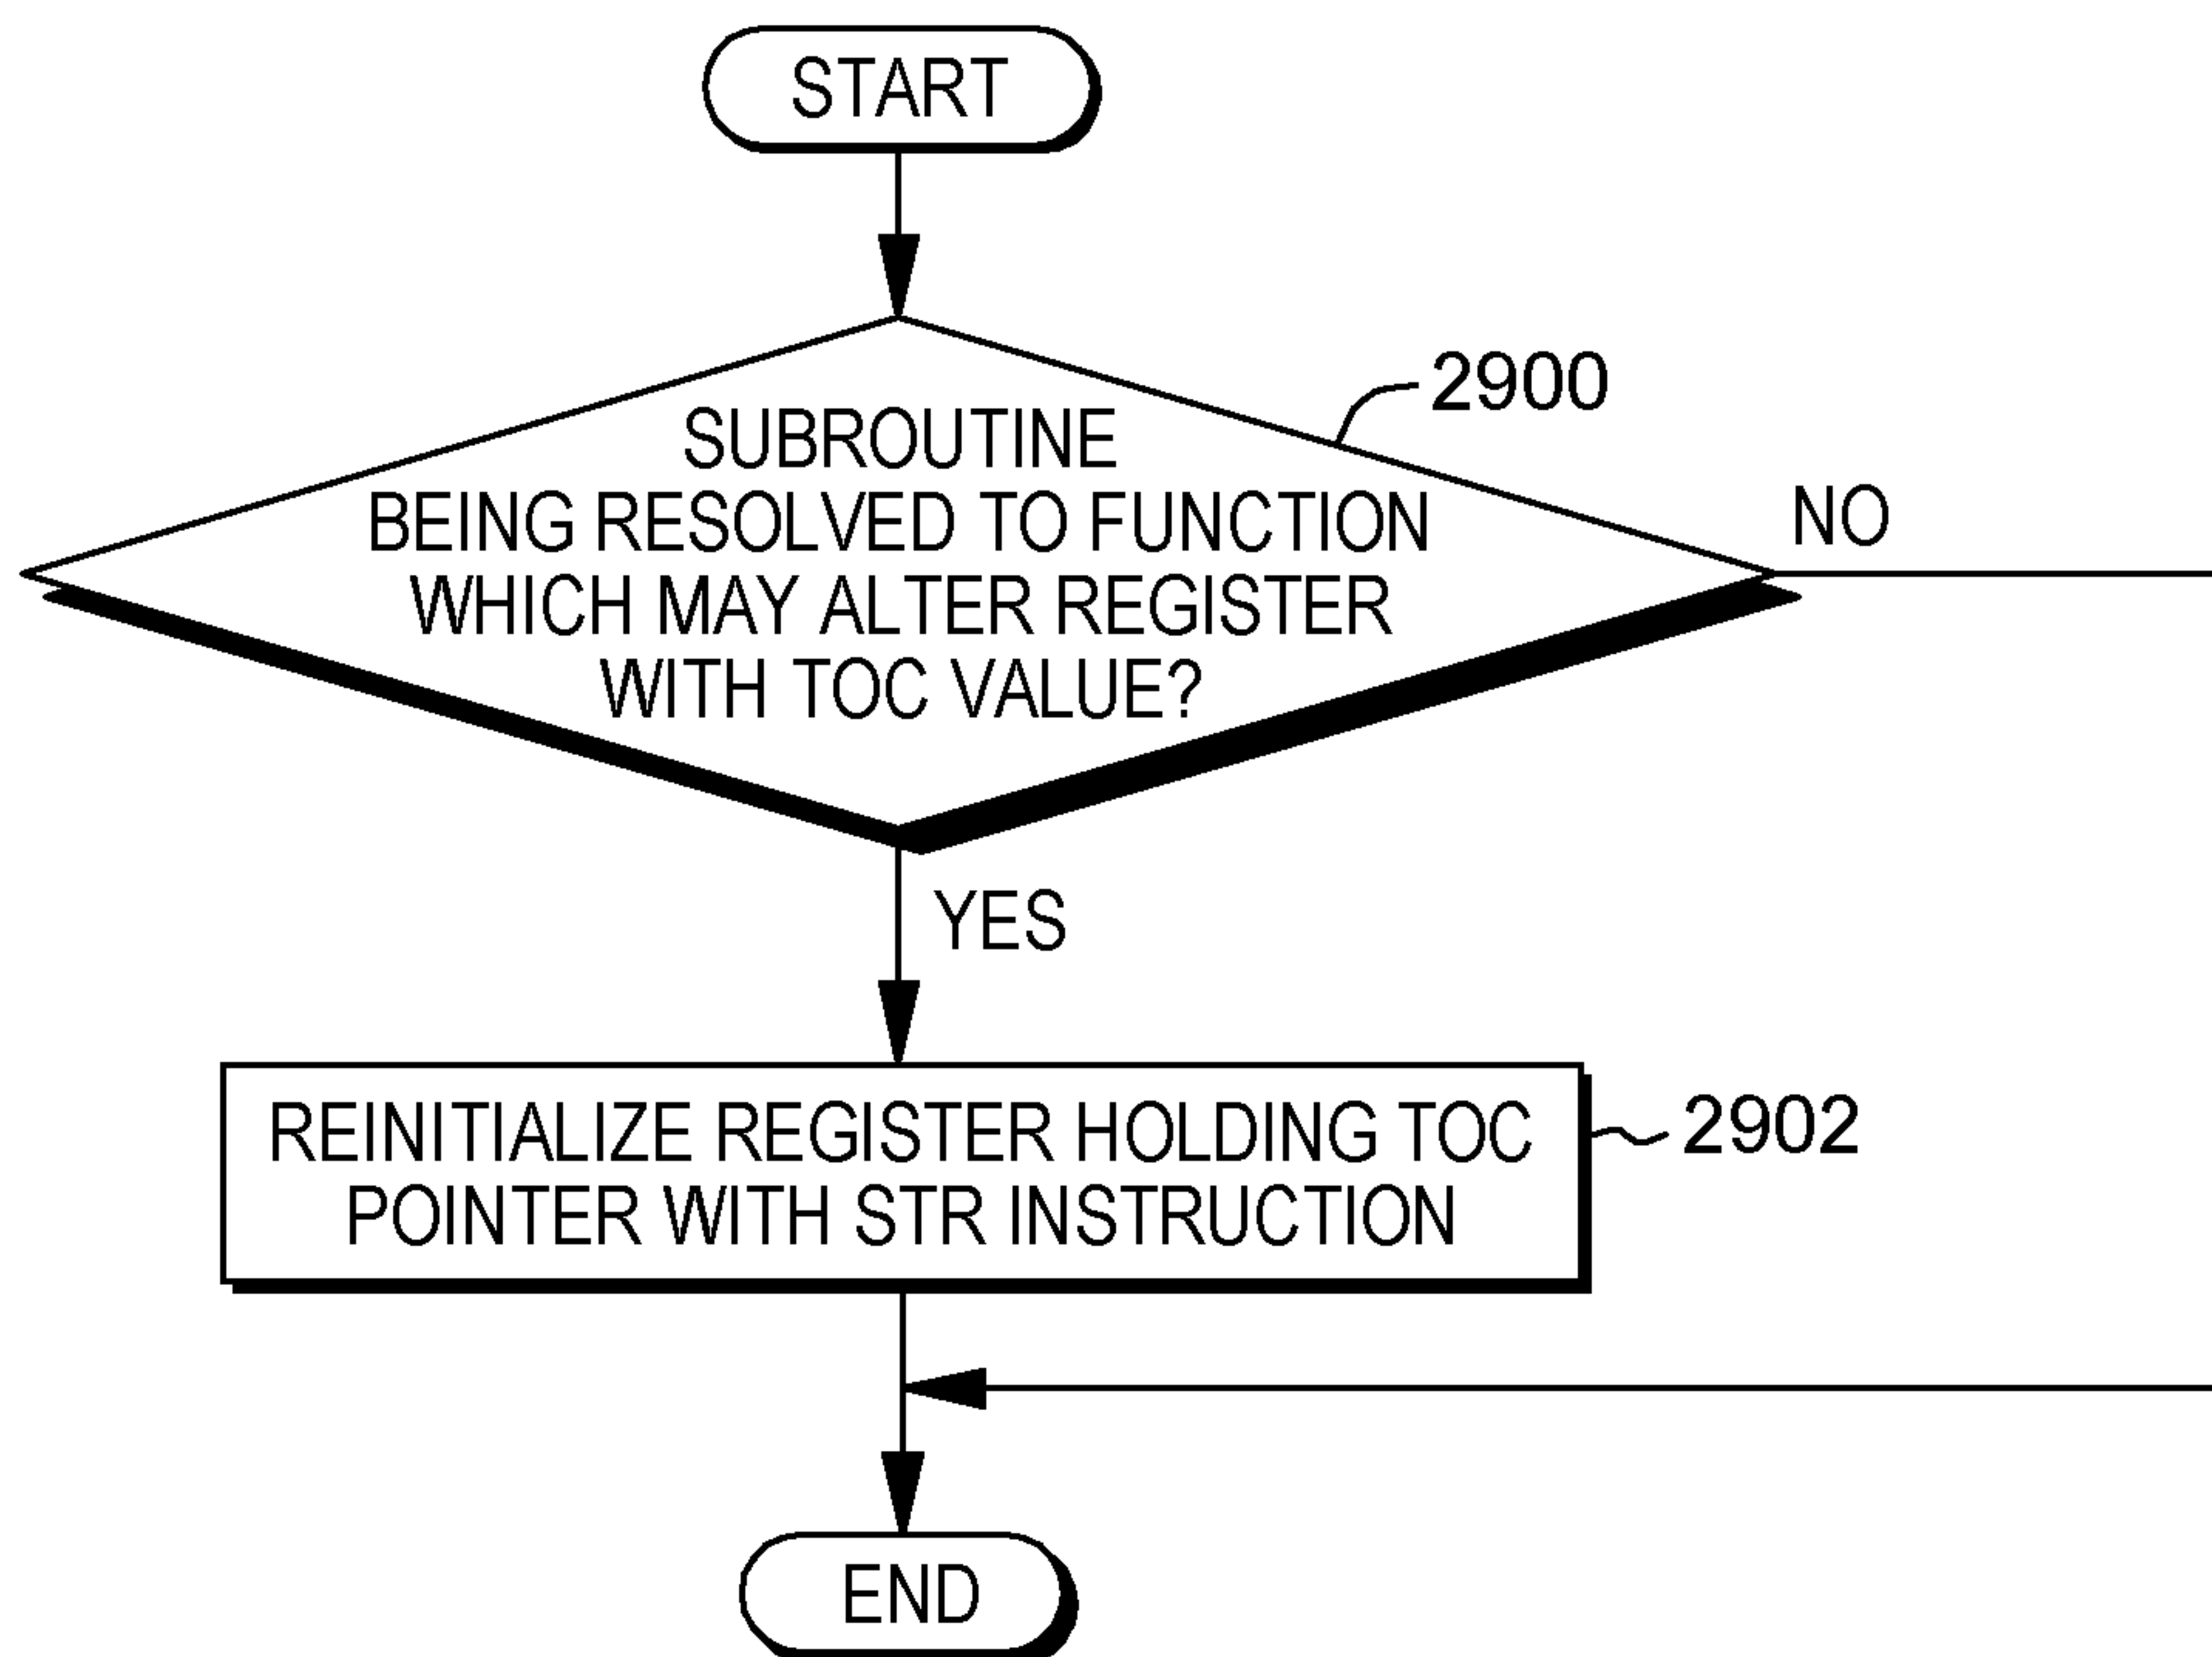 START
2900
SUBROUTINE
BEING RESOLVED TO FUNCTION
WHICH MAY ALTER REGISTER
WITH TOC VALUE?
NO
YES
REINITIALIZE REGISTER HOLDING TOC
POINTER WITH STR INSTRUCTION
2902
END